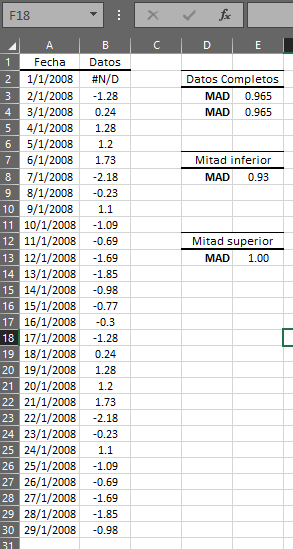 F18 fx
A B C D E
1 Fecha Datos
2 1/1/2008 #N/D Datos Completos
3 2/1/2008 -1.28 MAD 0.965
4 3/1/2008 0.24 MAD 0.965
5 4/1/2008 1.28
6 5/1/2008 1.2
7 6/1/2008 1.73 Mitad inferior
8 7/1/2008 -2.18 MAD 0.93
9 8/1/2008 -0.23
10 9/1/2008 1.1
11 10/1/2008 -1.09
12 11/1/2008 -0.69 Mitad superior
13 12/1/2008 -1.69 MAD 1.00
14 13/1/2008 -1.85
15 14/1/2008 -0.98
16 15/1/2008 -0.77
17 16/1/2008 -0.3
18 17/1/2008 -1.28
19 18/1/2008 0.24
20 19/1/2008 1.28
21 20/1/2008 1.2
22 21/1/2008 1.73
23 22/1/2008 -2.18
24 23/1/2008 -0.23
25 24/1/2008 1.1
26 25/1/2008 -1.09
27 26/1/2008 -0.69
28 27/1/2008 -1.69
29 28/1/2008 -1.85
30 29/1/2008 -0.98
31